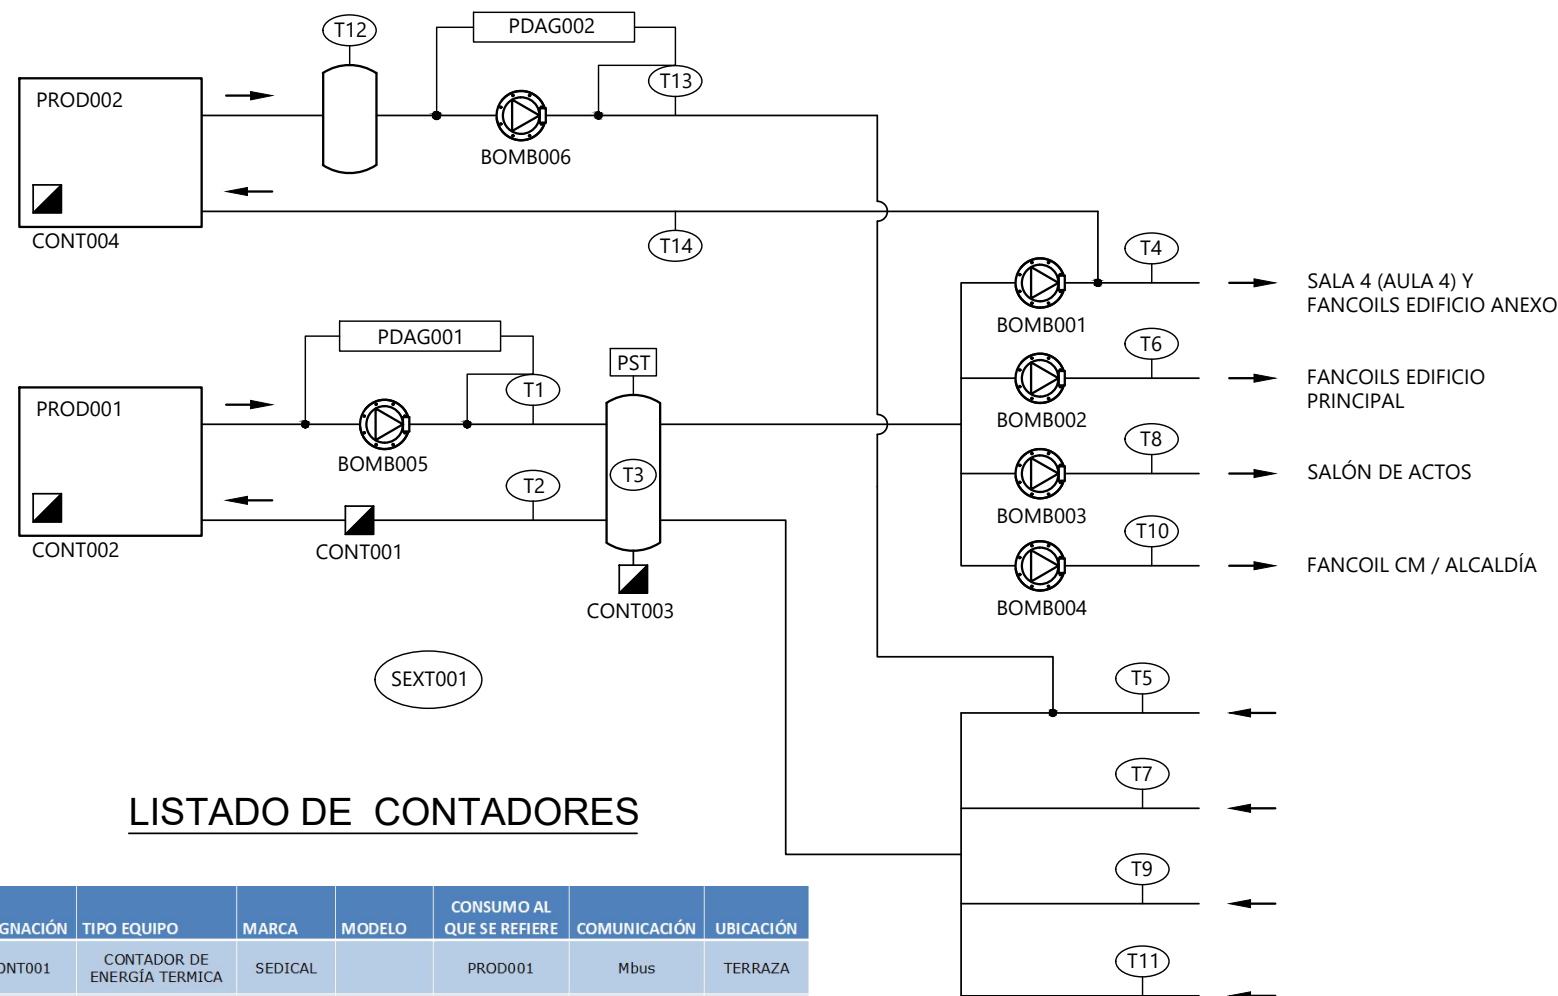 T12
PDAG002
T13
PROD002
BOMB006
CONT004
T14
T4
SALA 4 (AULA 4) Y
FANCOILS EDIFICIO ANEXO
BOMB001
PDAG001
PST
T1
T6
FANCOILS EDIFICIO
PRINCIPAL
PROD001
BOMB002
BOMB005
T8
T3
T2
SALÓN DE ACTOS
BOMB003
CONT002
CONT001
T10
FANCOIL CM / ALCALDÍA
CONT003
BOMB004
SEXT001
T5
T7
LISTADO DE CONTADORES
T9
GNACIÓN TIPO EQUIPO MARCA MODELO CONSUMO AL
QUE SE REFIERE COMUNICACIÓN UBICACIÓN
ONT001 CONTADOR DE
ENERGÍA TERMICA SEDICAL PROD001 Mbus TERRAZA
T11